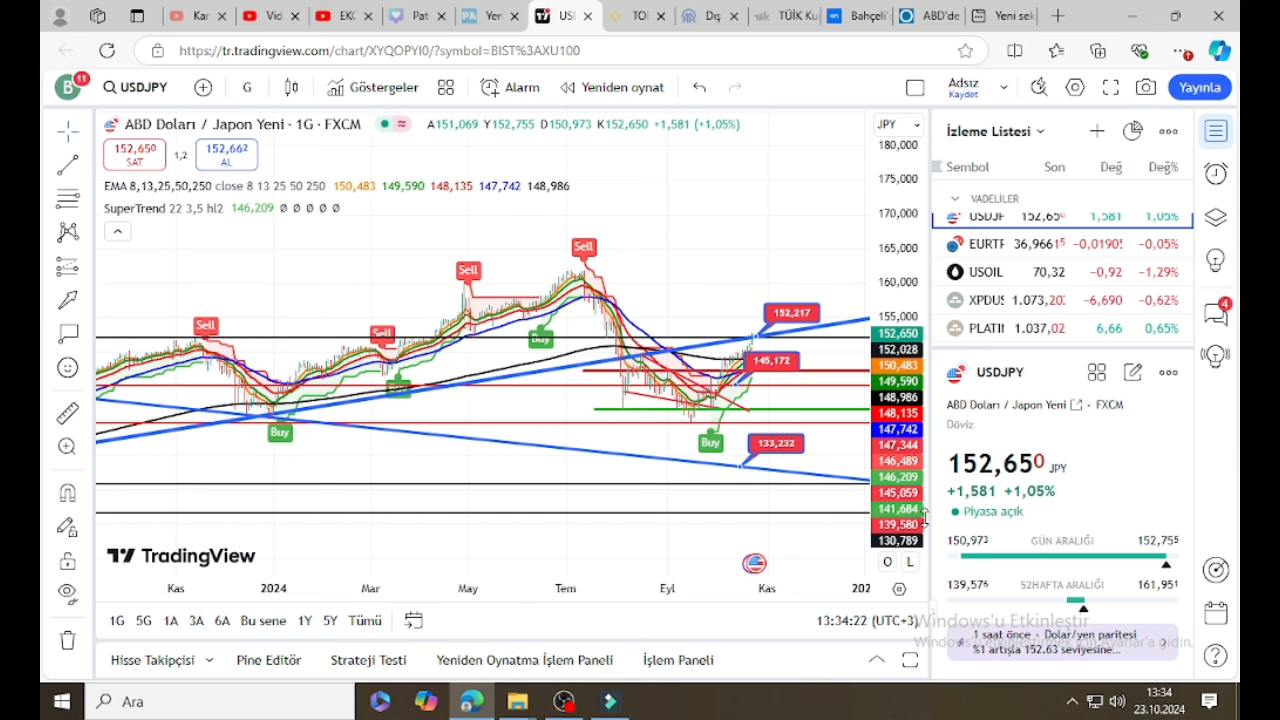 Kar
Vid
EKO
Pat
Yer
USI
TOI
Dış
TÜİK Ku
Bahçeli'
ABD'de
Yeni sek
https://tr.tradingview.com/chart/XYQOPYI0/?symbol=BIST%3AXU100
B 11 USDJPY G Göstergeler Alarm Yeniden oynat Adsız Kaydet Yayınla
ABD Doları / Japon Yeni · 1G · FXCM A151,069 Y152,755 D150,973 K152,650 +1,581 (+1,05%) JPY
152,650 SAT 1,2 152,662 AL
EMA 8,13,25,50,250 close 8 13 25 50 250 150,483 149,590 148,135 147,742 148,986
SuperTrend 22 3,5 hl2 146,209 Ø Ø Ø Ø Ø
Sell
Sell
Sell
Sell
Buy
Buy
Buy
152,217
145,172
133,232
180,000
175,000
170,000
165,000
160,000
155,000
152,650
152,028
150,483
149,590
148,986
148,135
147,742
147,344
146,489
146,209
145,059
141,684
139,580
130,789
O L
TradingView
Kas 2024 Mar May Tem Eyl Kas 202
1G 5G 1A 3A 6A Bu sene 1Y 5Y Tümü 13:34:22 (UTC+3)
Hisse Takipçisi Pine Editör Strateji Testi Yeniden Oynatma İşlem Paneli İşlem Paneli
İzleme Listesi
Sembol Son Değ Değ%
VADELİLER
USDJP 152,650 1,581 1,05%
EURTF 36,96615 -0,01905 -0,05%
USOIL 70,32 -0,92 -1,29%
XPDUS 1.073,20 -6,690 -0,62%
PLATIN 1.037,02 6,66 0,65%
4
USDJPY
ABD Doları / Japon Yeni FXCM
Döviz
152,650 JPY
+1,581 +1,05%
Piyasa açık
150,973 GÜN ARALIĞI 152,755
139,576 52HAFTA ARALIĞI 161,951
Windows'u Etkinleştir
1 saat önce · Dolar/yen paritesi
%1 artışla 152.63 seviyesine...
Ara
13:34
23.10.2024